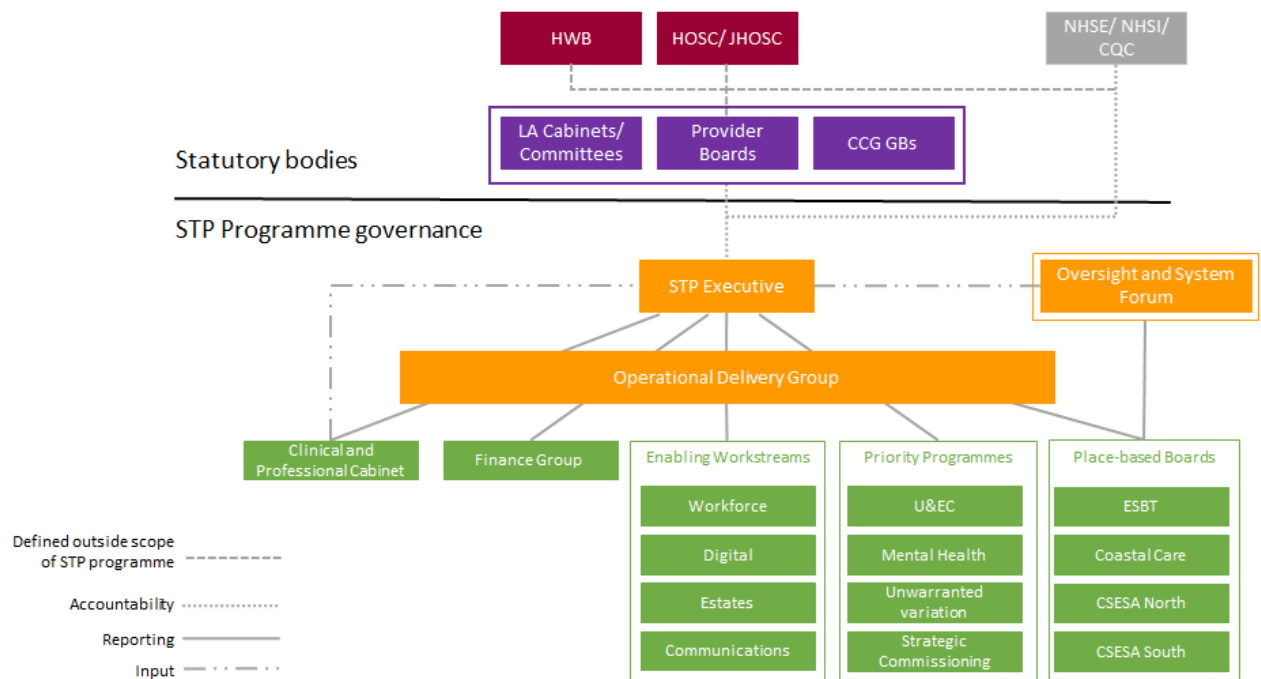 HWB
HOSC/ JHOSC
NHSE/ NHSI/
CQC
LA Cabinets/
Committees
Provider
Boards
CCG GBs
Statutory bodies
STP Programme governance
STP Executive
Oversight and System
Forum
Operational Delivery Group
Clinical and
Professional Cabinet
Finance Group
Enabling Workstreams
Workforce
Digital
Estates
Communications
Priority Programmes
U&EC
Mental Health
Unwarranted
variation
Strategic
Commissioning
Place-based Boards
ESBT
Coastal Care
CSESA North
CSESA South
Defined outside scope
of STP programme
Accountability
Reporting
Input